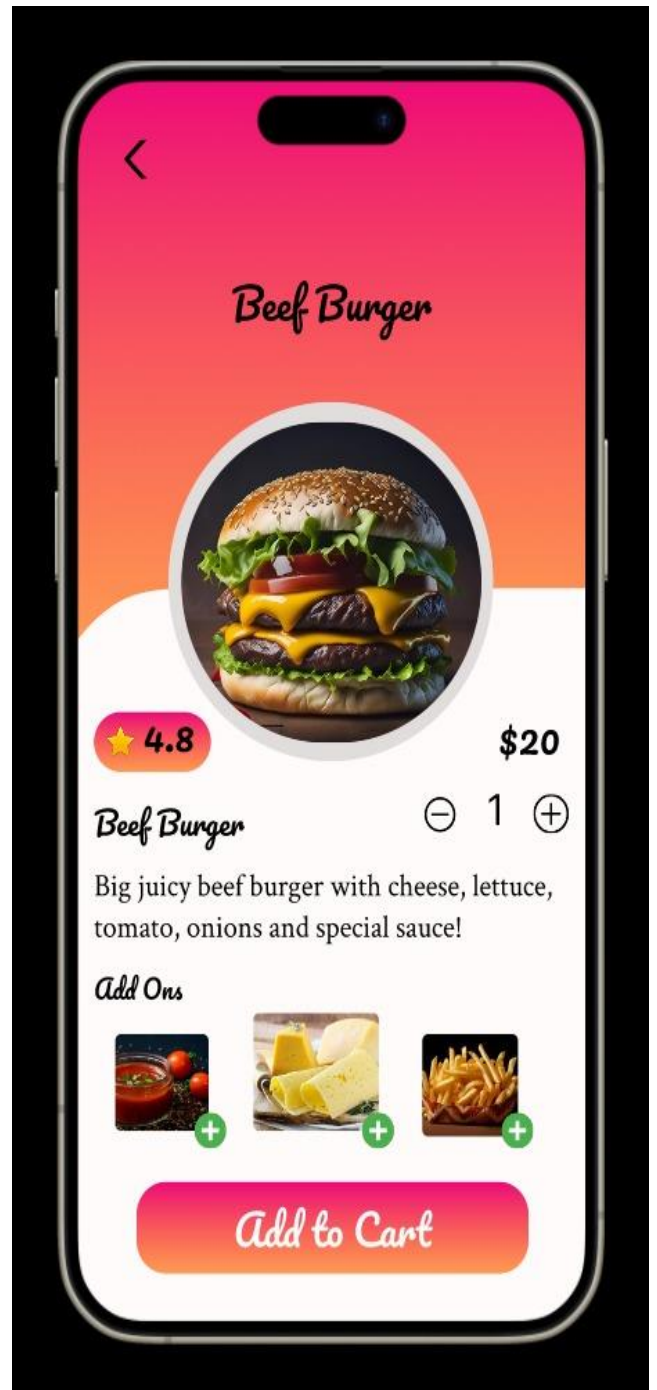 Beef Burger
4.8
$20
Beef Burger
1
Big juicy beef burger with cheese, lettuce,
tomato, onions and special sauce!
Add Ons
Add to Cart